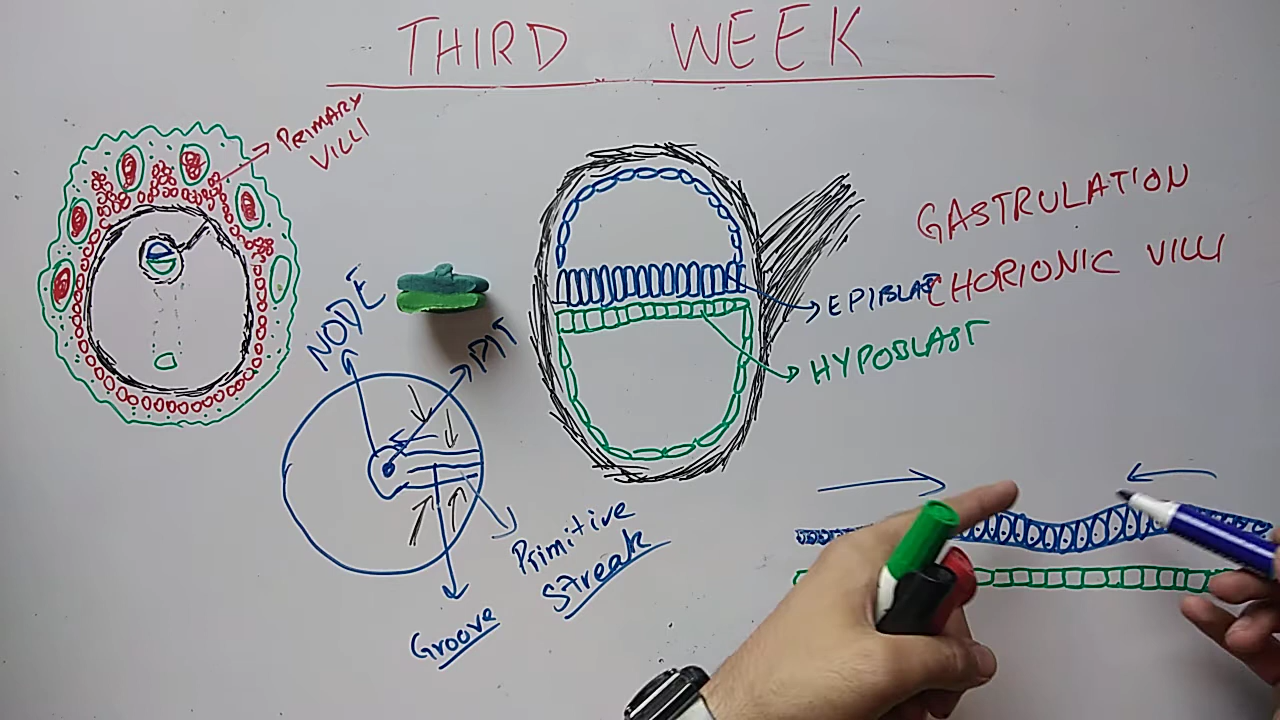 THIRD WEEK
PRIMARY
VILLI
GASTRULATION
CHORIONIC VILLI
EPIBLAST
HYPOBLAST
NODE
PIT
Primitive
Streak
Groove